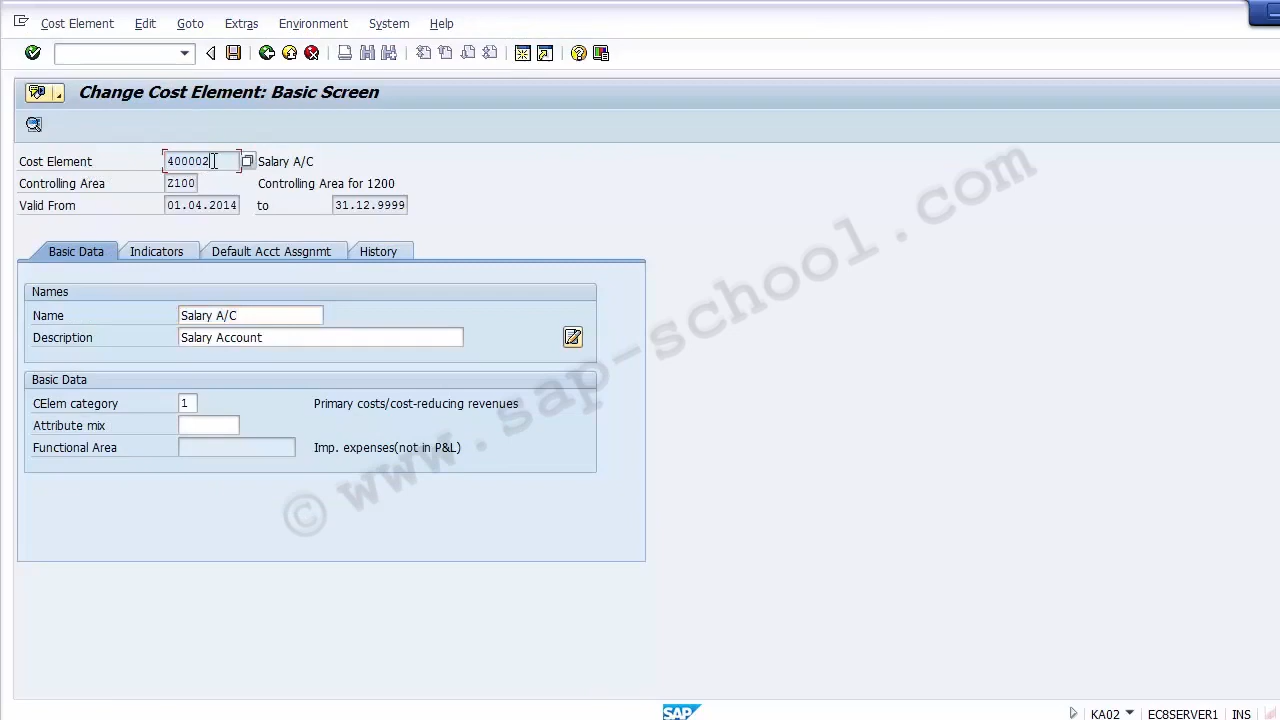 Cost Element Edit Goto Extras Environment System Help
Change Cost Element: Basic Screen
Cost Element 400002 Salary A/C
Controlling Area Z100 Controlling Area for 1200
Valid From 01.04.2014 to 31.12.9999
Basic Data Indicators Default Acct Assgnmt History
Names
Name Salary A/C
Description Salary Account
Basic Data
CElem category 1 Primary costs/cost-reducing revenues
Attribute mix
Functional Area Imp. expenses(not in P&L)
© www.sap-school.com
SAP KA02 EC8SERVER1 INS